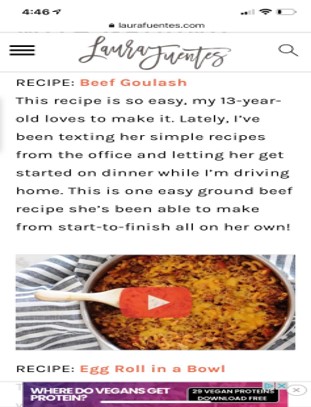 4:46
laurafuentes.com
Laura Fuentes
RECIPE: Beef Goulash
This recipe is so easy, my 13-year-
old loves to make it. Lately, I've
been texting her simple recipes
from the office and letting her get
started on dinner while I'm driving
home. This is one easy ground beef
recipe she's been able to make
from start-to-finish all on her own!
RECIPE: Egg Roll in a Bowl
WHERE DO VEGANS GET
PROTEIN?
29 VEGAN PROTEINS
DOWNLOAD FREE